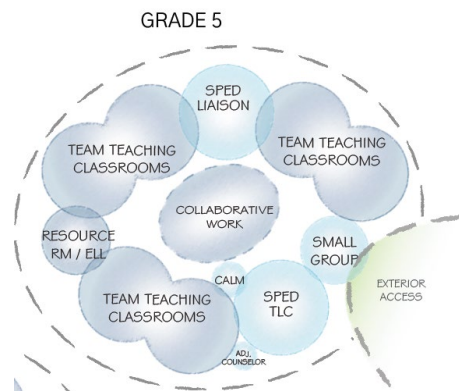 GRADE 5
SPED
LIAISON
TEAM TEACHING
CLASSROOMS
TEAM TEACHING
CLASSROOMS
COLLABORATIVE
WORK
RESOURCE
RM / ELL
SMALL
GROUP
CALM
EXTERIOR
ACCESS
TEAM TEACHING
CLASSROOMS
SPED
TLC
ADJ.
COUNSELOR